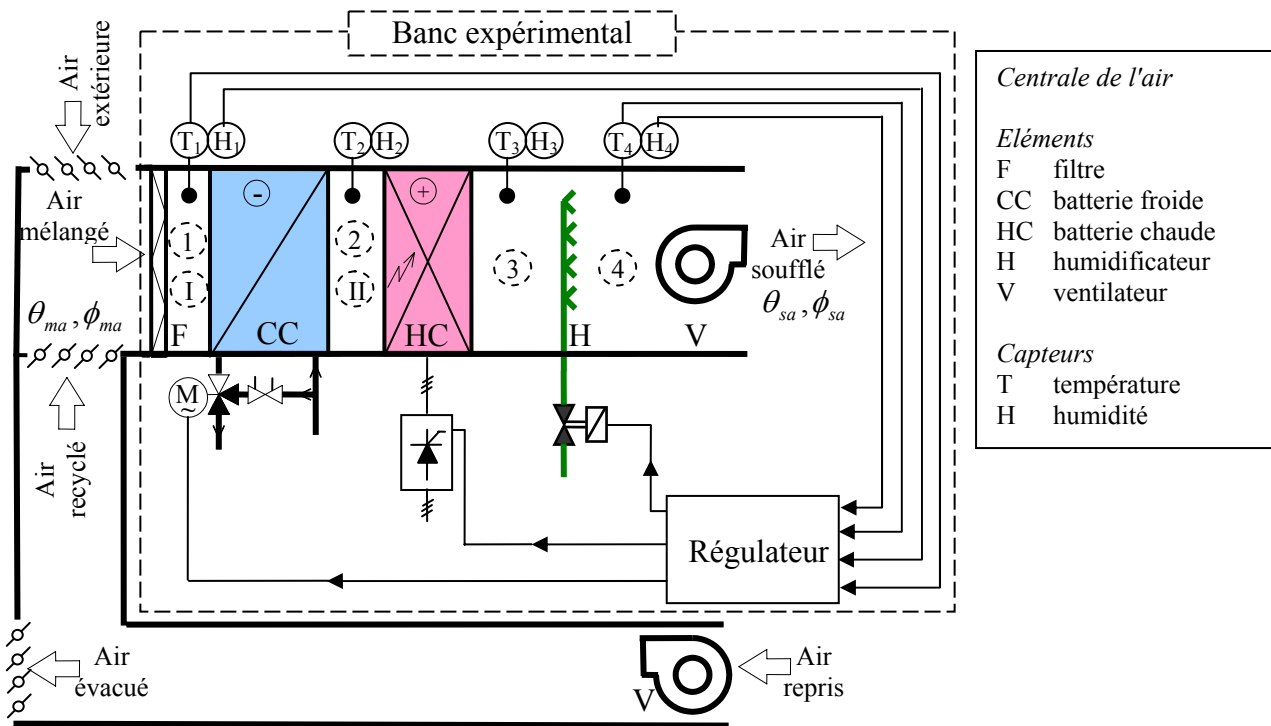 Banc expérimental
Air
extérieure
T1 H1
T2 H2
T3 H3
T4 H4
Air
mélangé
θma, ϕma
1
I
F
-
CC
2
II
+
HC
3
H
4
V
Air
soufflé
θsa, ϕsa
Air
recyclé
M
~
Régulateur
Air
évacué
V
Air
repris
Centrale de l'air
Eléments
F filtre
CC batterie froide
HC batterie chaude
H humidificateur
V ventilateur
Capteurs
T température
H humidité